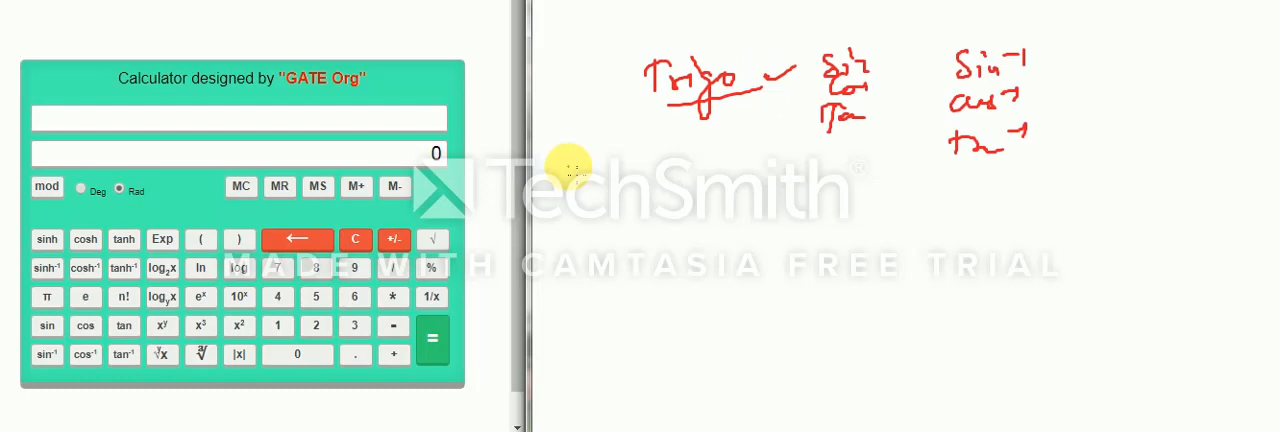 Calculator designed by "GATE Org"
0
mod Deg Rad MC MR MS M+ M-
sinh cosh tanh Exp ( ) ← C +/- √
sinh⁻¹ cosh⁻¹ tanh⁻¹ log₂x ln log 7 8 9 / %
π e n! logᵧx eˣ 10ˣ 4 5 6 * 1/x
sin cos tan xʸ x³ x² 1 2 3 - =
sin⁻¹ cos⁻¹ tan⁻¹ ʸ√x ∛ |x| 0 . +
Trigo ✓
Sin
Cos
Tan
Sin⁻¹
Cos⁻¹
tan⁻¹
TechSmith®
MADE WITH CAMTASIA FREE TRIAL